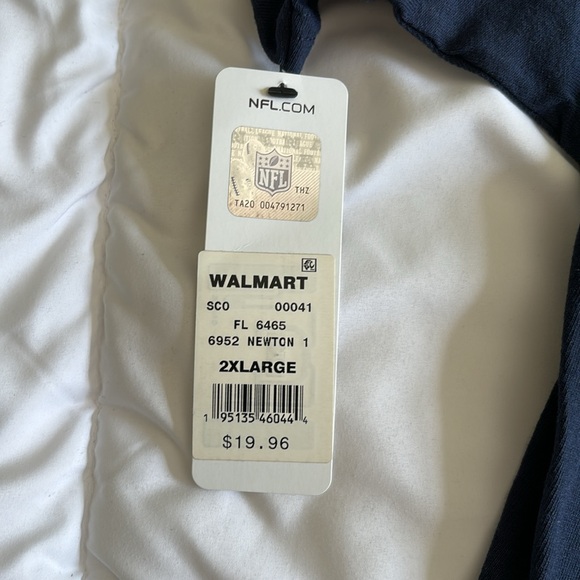 NFL.COM
NFL
THZ
TA20 004791271
WALMART
SCO 00041
FL 6465
6952 NEWTON 1
2XLARGE
1 95135 46044 4
$19.96